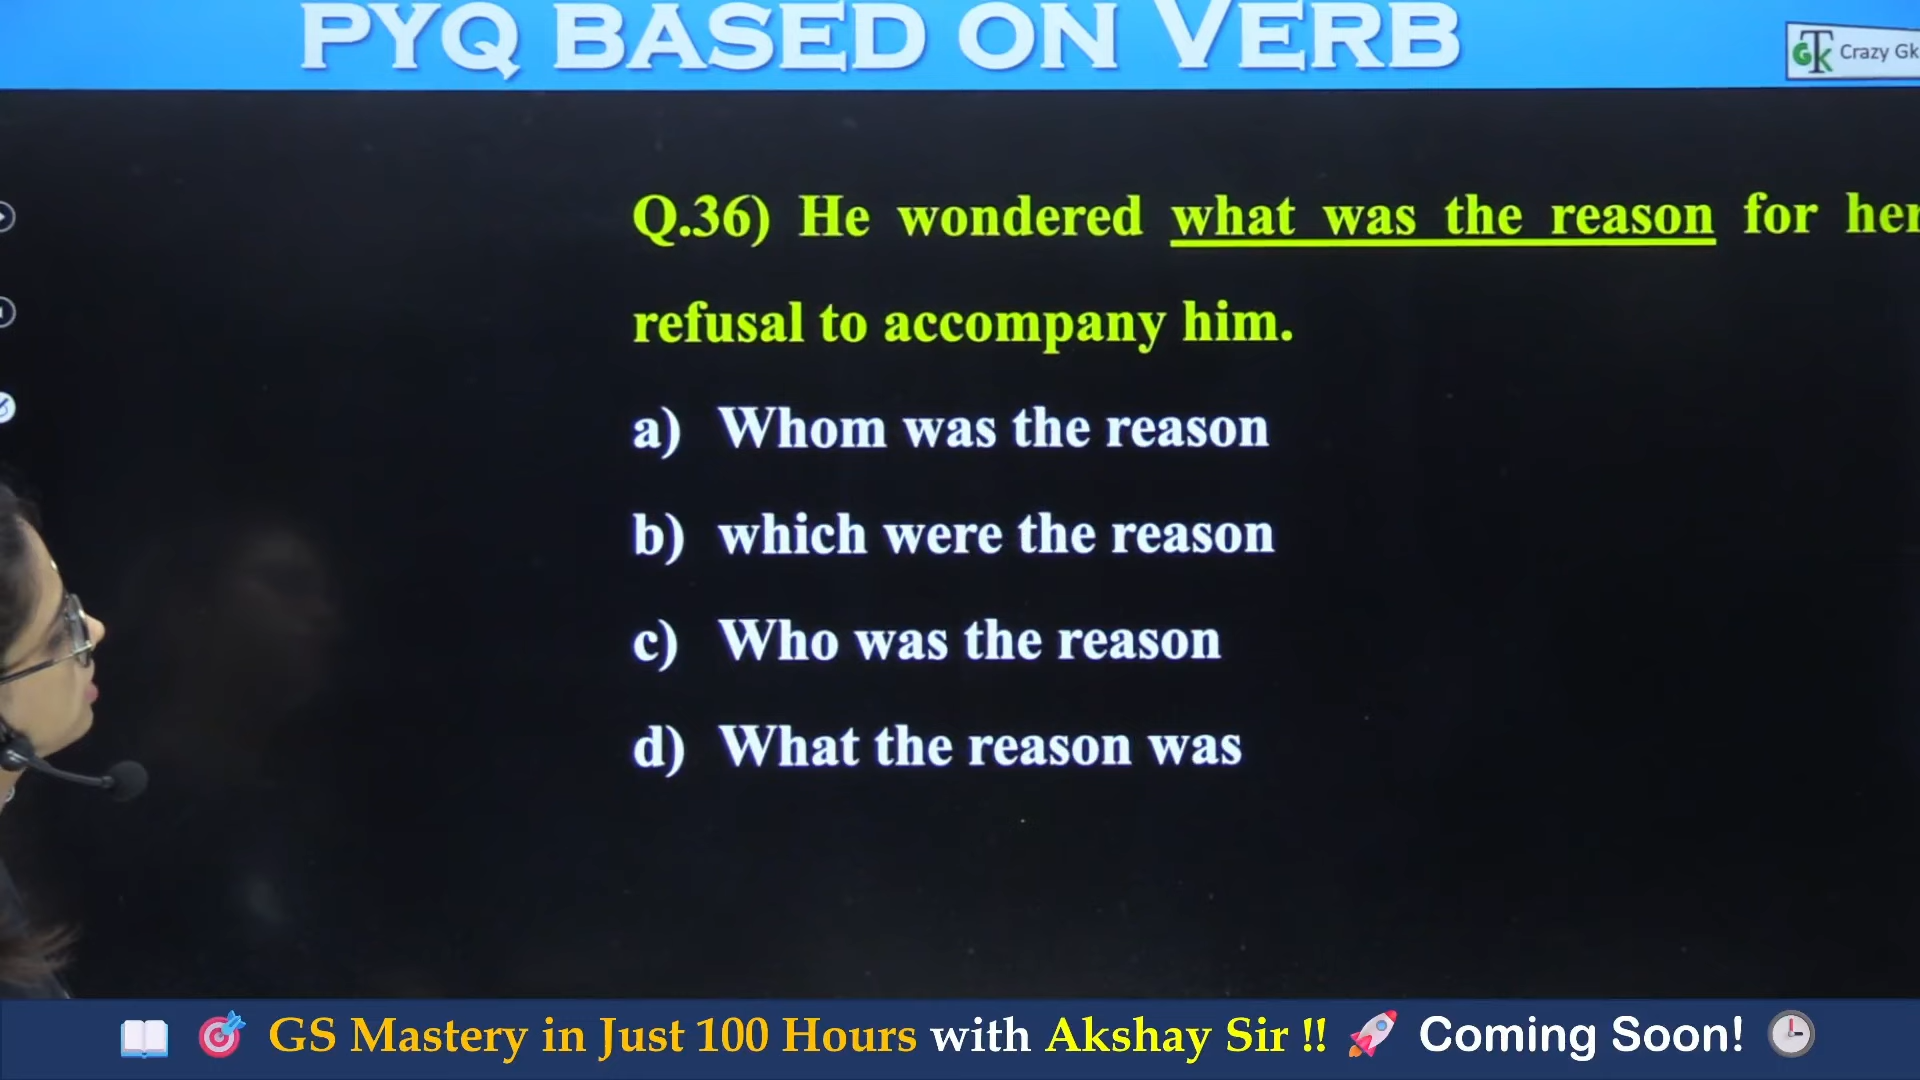 PYQ BASED ON VERB
GTK Crazy Gk
Q.36) He wondered what was the reason for her
refusal to accompany him.
a) Whom was the reason
b) which were the reason
c) Who was the reason
d) What the reason was
GS Mastery in Just 100 Hours with Akshay Sir !! Coming Soon!